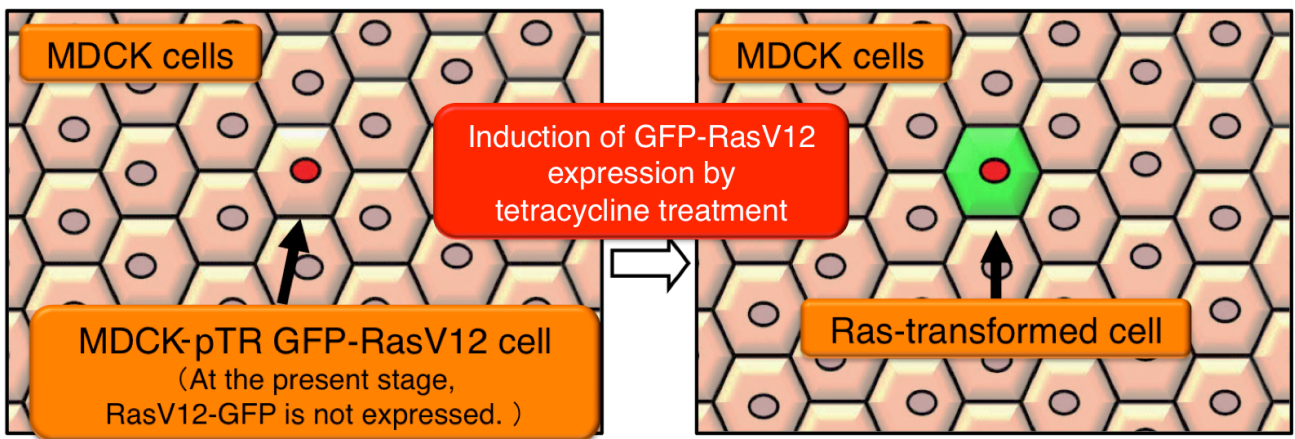 MDCK cells
MDCK-pTR GFP-RasV12 cell
（At the present stage,
RasV12-GFP is not expressed. ）
Induction of GFP-RasV12
expression by
tetracycline treatment
MDCK cells
Ras-transformed cell